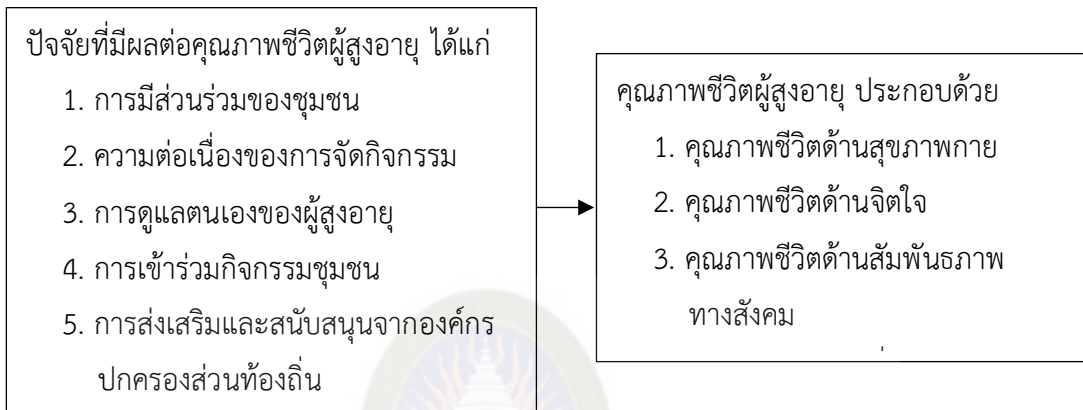 ปัจจัยที่มีผลต่อคุณภาพชีวิตผู้สูงอายุ ได้แก่
1. การมีส่วนร่วมของชุมชน
2. ความต่อเนื่องของการจัดกิจกรรม
3. การดูแลตนเองของผู้สูงอายุ
4. การเข้าร่วมกิจกรรมชุมชน
5. การส่งเสริมและสนับสนุนจากองค์กร
ปกครองส่วนท้องถิ่น
คุณภาพชีวิตผู้สูงอายุ ประกอบด้วย
1. คุณภาพชีวิตด้านสุขภาพกาย
2. คุณภาพชีวิตด้านจิตใจ
3. คุณภาพชีวิตด้านสัมพันธภาพ
ทางสังคม